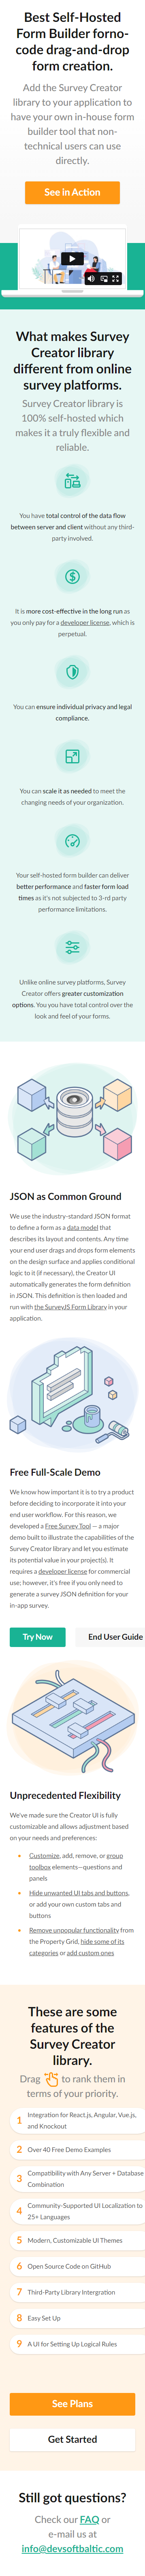 Best Self-Hosted
Form Builder forno-
code drag-and-drop
form creation.
Add the Survey Creator
library to your application to
have your own in-house form
builder tool that non-
technical users can use
directly.
See in Action
What makes Survey
Creator library
different from online
survey platforms.
Survey Creator library is
100% self-hosted which
makes it a truly flexible and
reliable.
You have total control of the data flow
between server and client without any third-
party involved.
It is more cost-effective in the long run as
you only pay for a developer license, which is
perpetual.
You can ensure individual privacy and legal
compliance.
You can scale it as needed to meet the
changing needs of your organization.
Your self-hosted form builder can deliver
better performance and faster form load
times as it's not subjected to 3-rd party
performance limitations.
Unlike online survey platforms, Survey
Creator offers greater customization
options. You you have total control over the
look and feel of your forms.
JSON as Common Ground
We use the industry-standard JSON format
to define a form as a data model that
describes its layout and contents. Any time
your end user drags and drops form elements
on the design surface and applies conditional
logic to it (if necessary), the Creator UI
automatically generates the form definition
in JSON. This definition is then loaded and
run with the SurveyJS Form Library in your
application.
Free Full-Scale Demo
We know how important it is to try a product
before deciding to incorporate it into your
end user workflow. For this reason, we
developed a Free Survey Tool — a major
demo built to illustrate the capabilities of the
Survey Creator library and let you estimate
its potential value in your project(s). It
requires a developer license for commercial
use; however, it's free if you only need to
generate a survey JSON definition for your
in-app survey.
Try Now
End User Guide
Unprecedented Flexibility
We've made sure the Creator UI is fully
customizable and allows adjustment based
on your needs and preferences:
Customize, add, remove, or group
toolbox elements—questions and
panels
Hide unwanted UI tabs and buttons,
or add your own custom tabs and
buttons
Remove unpopular functionality from
the Property Grid, hide some of its
categories or add custom ones
These are some
features of the
Survey Creator
library.
Drag to rank them in
terms of your priority.
1 Integration for React.js, Angular, Vue.js,
and Knockout
2 Over 40 Free Demo Examples
3 Compatibility with Any Server + Database
Combination
4 Community-Supported UI Localization to
25+ Languages
5 Modern, Customizable UI Themes
6 Open Source Code on GitHub
7 Third-Party Library Intergration
8 Easy Set Up
9 A UI for Setting Up Logical Rules
See Plans
Get Started
Still got questions?
Check our FAQ or
e-mail us at
info@devsoftbaltic.com